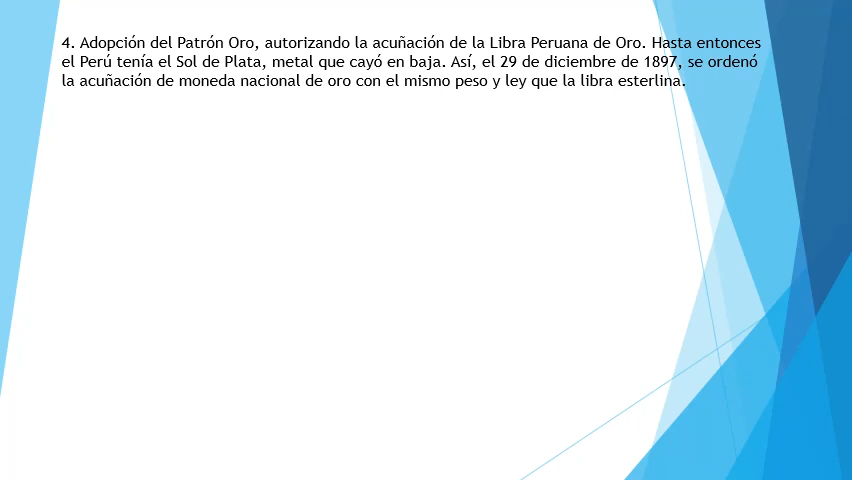 4. Adopción del Patrón Oro, autorizando la acuñación de la Libra Peruana de Oro. Hasta entonces
el Perú tenía el Sol de Plata, metal que cayó en baja. Así, el 29 de diciembre de 1897, se ordenó
la acuñación de moneda nacional de oro con el mismo peso y ley que la libra esterlina.